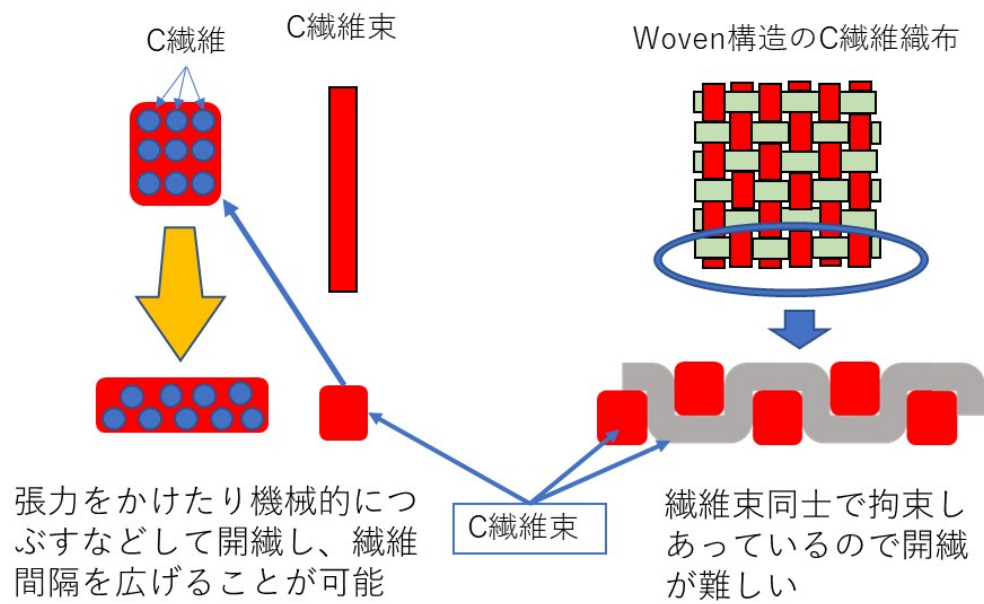 C繊維
C繊維束
Woven構造のC繊維織布
張力をかけたり機械的につ
ぶすなどして開繊し、繊維
間隔を広げることが可能
C繊維束
繊維束同士で拘束し
あっているので開繊
が難しい